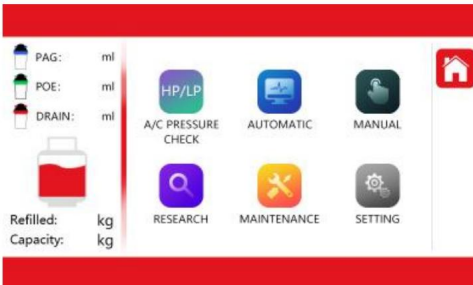 PAG: ml
POE: ml
DRAIN: ml
Refilled: kg
Capacity: kg
HP/LP
A/C PRESSURE
CHECK
AUTOMATIC
MANUAL
RESEARCH
MAINTENANCE
SETTING